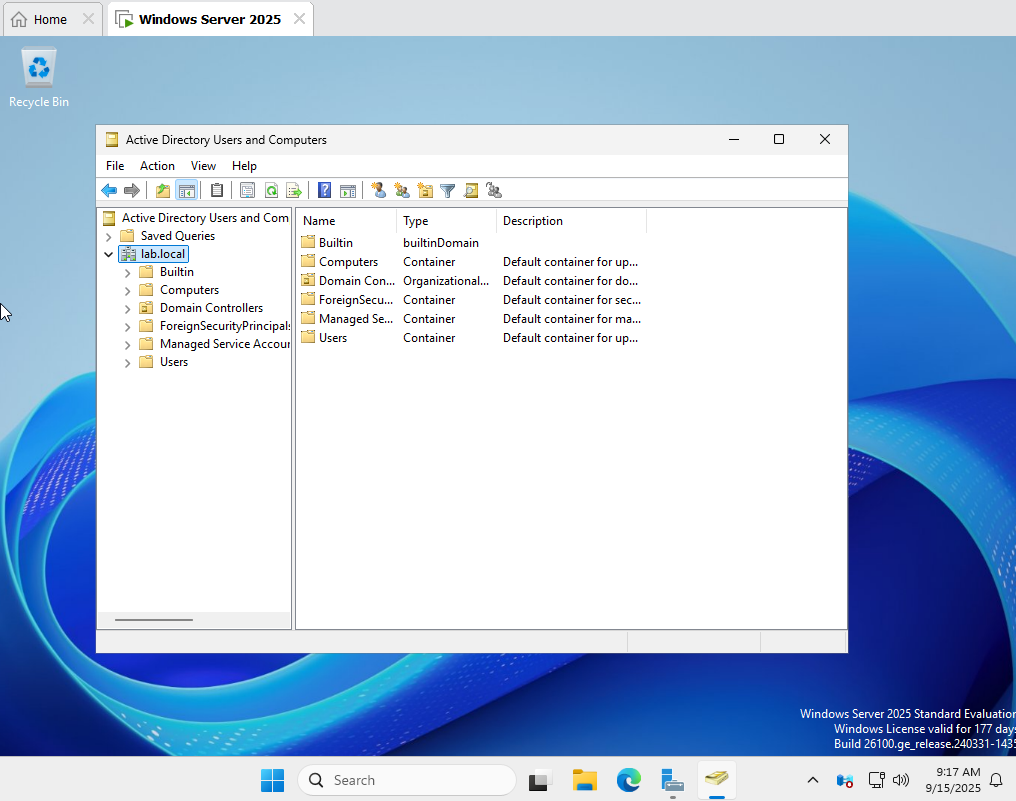 Home
Windows Server 2025
Recycle Bin
Active Directory Users and Computers
File Action View Help
Active Directory Users and Com
Saved Queries
lab.local
Builtin
Computers
Domain Controllers
ForeignSecurityPrincipals
Managed Service Accour
Users
Name Type Description
Builtin builtinDomain
Computers Container Default container for up...
Domain Con... Organizational... Default container for do...
ForeignSecu... Container Default container for sec...
Managed Se... Container Default container for ma...
Users Container Default container for up...
Windows Server 2025 Standard Evaluation
Windows License valid for 177 days
Build 26100.ge_release.240331-1435
Search
9:17 AM
9/15/2025